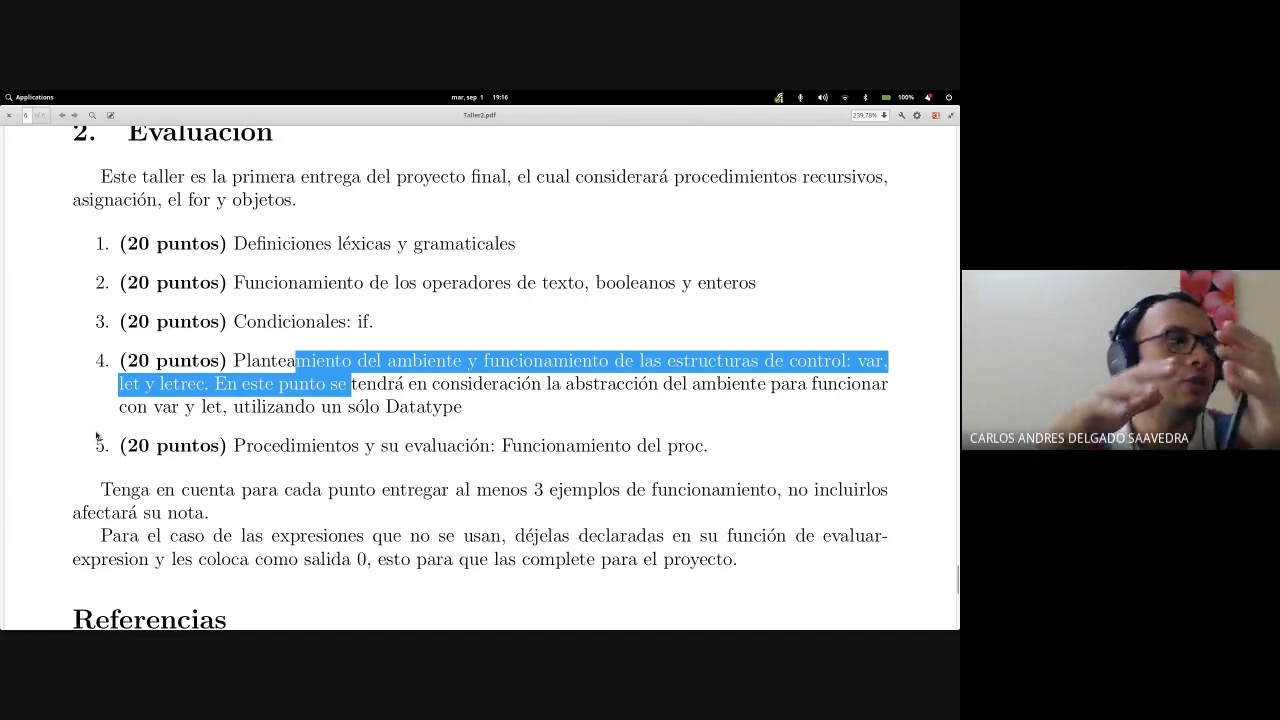 Applications
mar, sep 1 19:16
100%
6 of 6
Taller2.pdf
239,78%
2. Evaluación
Este taller es la primera entrega del proyecto final, el cual considerará procedimientos recursivos,
asignación, el for y objetos.
1. (20 puntos) Definiciones léxicas y gramaticales
2. (20 puntos) Funcionamiento de los operadores de texto, booleanos y enteros
3. (20 puntos) Condicionales: if.
4. (20 puntos) Planteamiento del ambiente y funcionamiento de las estructuras de control: var,
let y letrec. En este punto se tendrá en consideración la abstracción del ambiente para funcionar
con var y let, utilizando un sólo Datatype
5. (20 puntos) Procedimientos y su evaluación: Funcionamiento del proc.
Tenga en cuenta para cada punto entregar al menos 3 ejemplos de funcionamiento, no incluirlos
afectará su nota.
Para el caso de las expresiones que no se usan, déjelas declaradas en su función de evaluar-
expresion y les coloca como salida 0, esto para que las complete para el proyecto.
Referencias
CARLOS ANDRES DELGADO SAAVEDRA